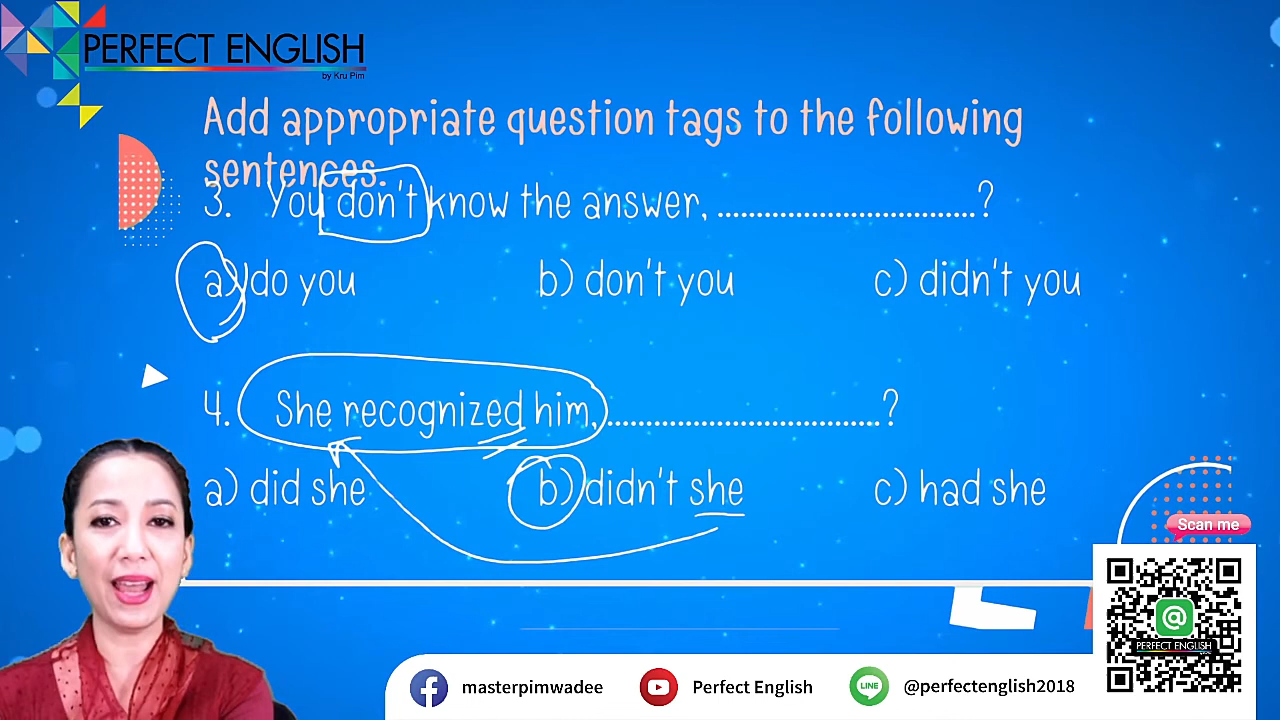 PERFECT ENGLISH
by Kru Pim
Add appropriate question tags to the following
sentences.
3. You don't know the answer, ................................?
a) do you b) don't you c) didn't you
4. She recognized him, .................................?
a) did she b) didn't she c) had she
Scan me
@
PERFECT ENGLISH
masterpimwadee Perfect English LINE @perfectenglish2018